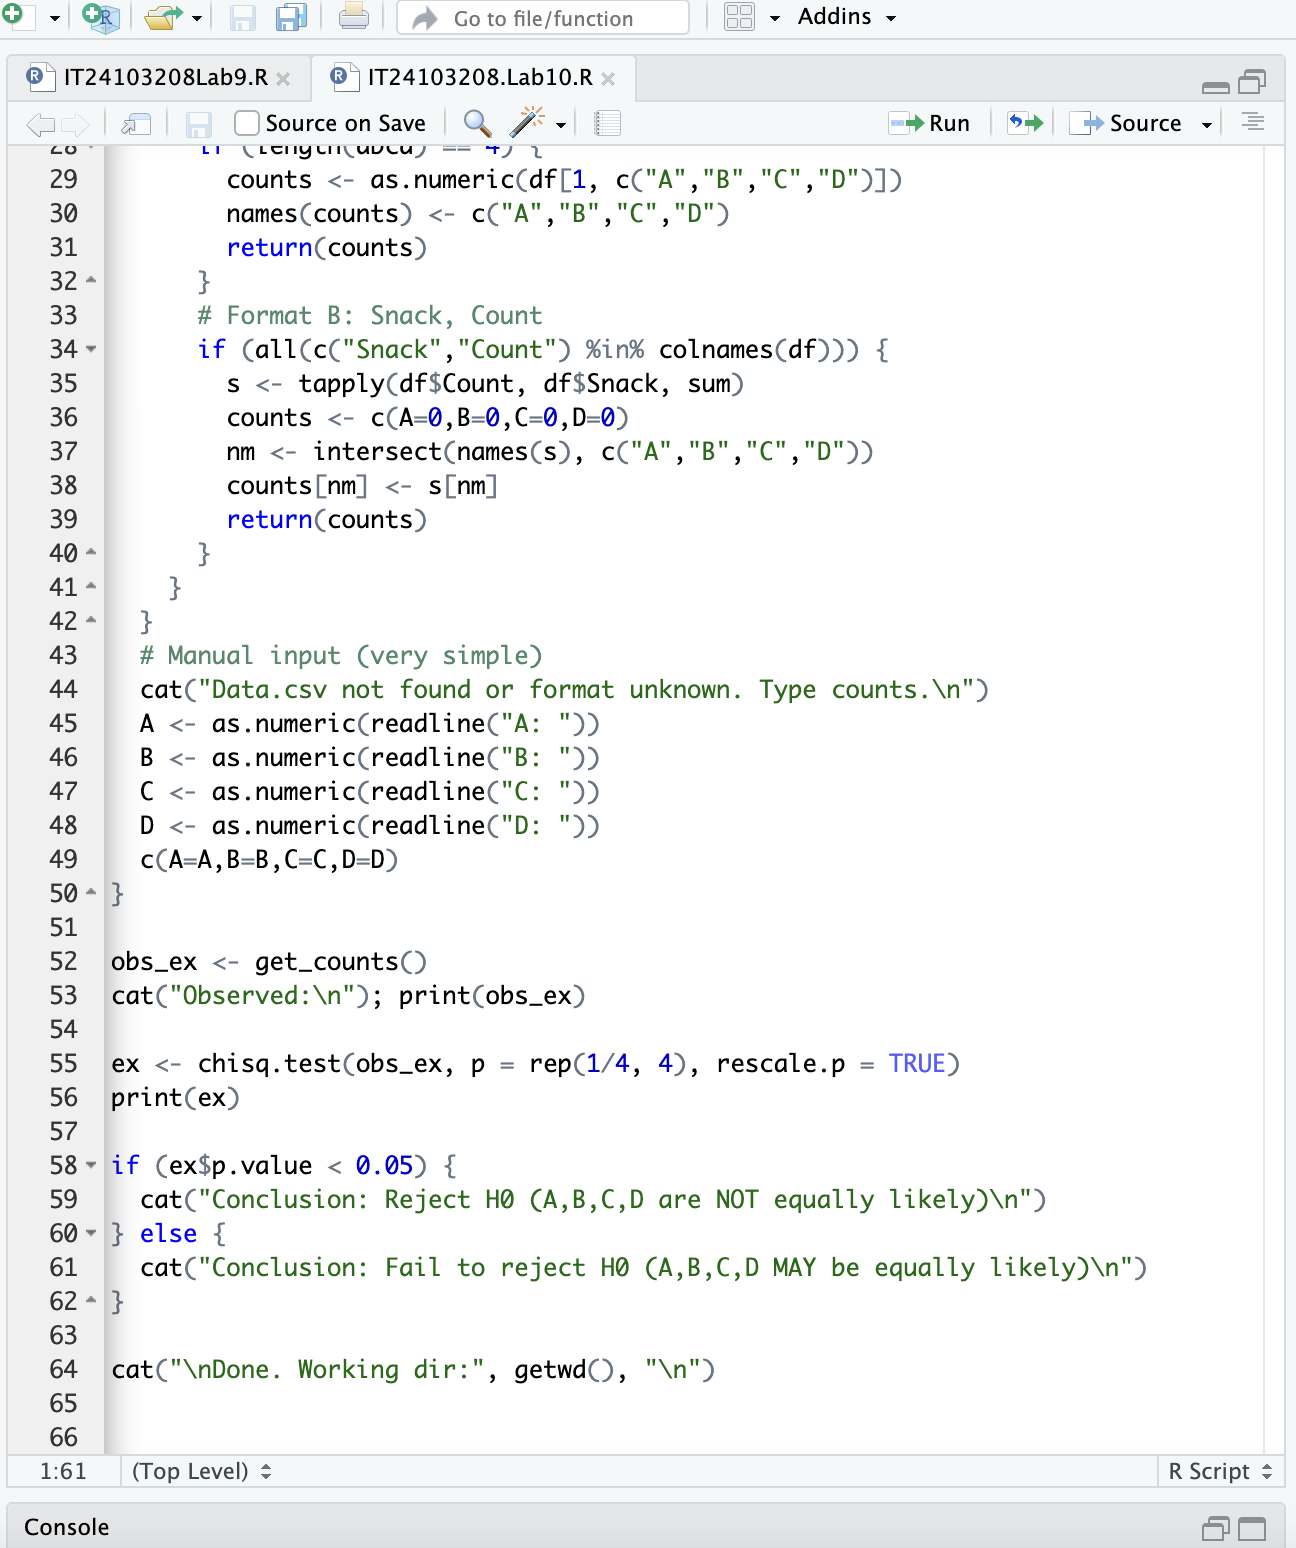 Go to file/function
Addins
IT24103208Lab9.R
IT24103208.Lab10.R
Source on Save
Run
Source
28 if (length(abcd) == 4) {
29 counts <- as.numeric(df[1, c("A","B","C","D")])
30 names(counts) <- c("A","B","C","D")
31 return(counts)
32 }
33 # Format B: Snack, Count
34 if (all(c("Snack","Count") %in% colnames(df))) {
35 s <- tapply(df$Count, df$Snack, sum)
36 counts <- c(A=0,B=0,C=0,D=0)
37 nm <- intersect(names(s), c("A","B","C","D"))
38 counts[nm] <- s[nm]
39 return(counts)
40 }
41 }
42 }
43 # Manual input (very simple)
44 cat("Data.csv not found or format unknown. Type counts.\n")
45 A <- as.numeric(readline("A: "))
46 B <- as.numeric(readline("B: "))
47 C <- as.numeric(readline("C: "))
48 D <- as.numeric(readline("D: "))
49 c(A=A,B=B,C=C,D=D)
50 }
51
52 obs_ex <- get_counts()
53 cat("Observed:\n"); print(obs_ex)
54
55 ex <- chisq.test(obs_ex, p = rep(1/4, 4), rescale.p = TRUE)
56 print(ex)
57
58 if (ex$p.value < 0.05) {
59 cat("Conclusion: Reject H0 (A,B,C,D are NOT equally likely)\n")
60 } else {
61 cat("Conclusion: Fail to reject H0 (A,B,C,D MAY be equally likely)\n")
62 }
63
64 cat("\nDone. Working dir:", getwd(), "\n")
65
66
1:61 (Top Level) R Script
Console